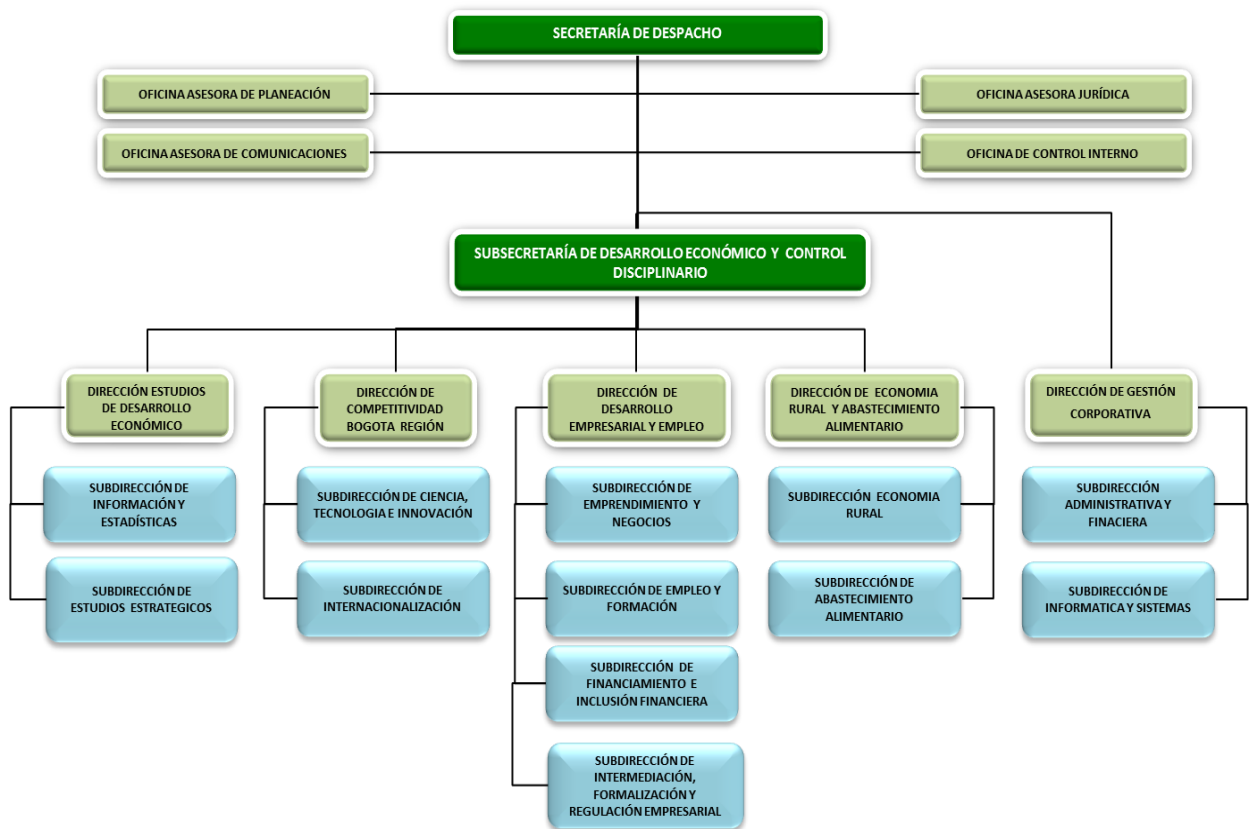 SECRETARÍA DE DESPACHO
OFICINA ASESORA DE PLANEACIÓN
OFICINA ASESORA JURÍDICA
OFICINA ASESORA DE COMUNICACIONES
OFICINA DE CONTROL INTERNO
SUBSECRETARÍA DE DESARROLLO ECONÓMICO Y CONTROL
DISCIPLINARIO
DIRECCIÓN ESTUDIOS
DE DESARROLLO
ECONÓMICO
DIRECCIÓN DE
COMPETITIVIDAD
BOGOTA REGIÓN
DIRECCIÓN DE
DESARROLLO
EMPRESARIAL Y EMPLEO
DIRECCIÓN DE ECONOMIA
RURAL Y ABASTECIMIENTO
ALIMENTARIO
DIRECCIÓN DE GESTIÓN
CORPORATIVA
SUBDIRECCIÓN DE
INFORMACIÓN Y
ESTADÍSTICAS
SUBDIRECCIÓN DE CIENCIA,
TECNOLOGIA E INNOVACIÓN
SUBDIRECCIÓN DE
EMPRENDIMIENTO Y
NEGOCIOS
SUBDIRECCIÓN ECONOMIA
RURAL
SUBDIRECCIÓN
ADMINISTRATIVA Y
FINACIERA
SUBDIRECCIÓN DE
ESTUDIOS ESTRATEGICOS
SUBDIRECCIÓN DE
INTERNACIONALIZACIÓN
SUBDIRECCIÓN DE EMPLEO Y
FORMACIÓN
SUBDIRECCIÓN DE
ABASTECIMIENTO
ALIMENTARIO
SUBDIRECCIÓN DE
INFORMATICA Y SISTEMAS
SUBDIRECCIÓN DE
FINANCIAMIENTO E
INCLUSIÓN FINANCIERA
SUBDIRECCIÓN DE
INTERMEDIACIÓN,
FORMALIZACIÓN Y
REGULACIÓN EMPRESARIAL